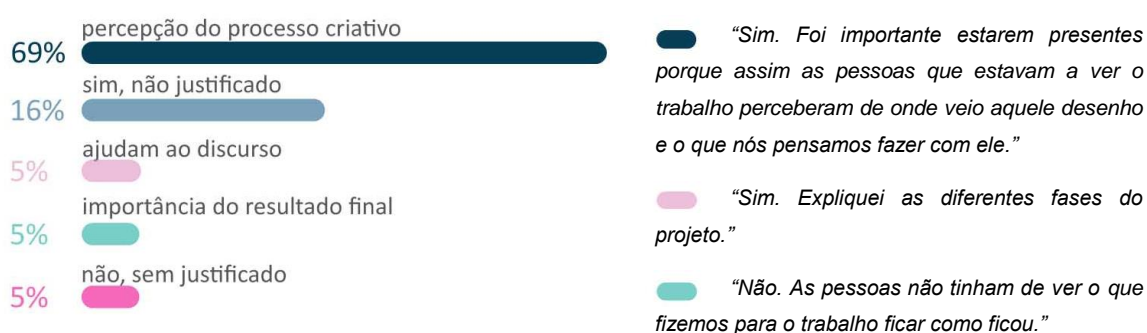 percepção do processo criativo
69%
sim, não justificado
16%
ajudam ao discurso
5%
importância do resultado final
5%
não, sem justificado
5%
“Sim. Foi importante estarem presentes
porque assim as pessoas que estavam a ver o
trabalho perceberam de onde veio aquele desenho
e o que nós pensamos fazer com ele.”
“Sim. Expliquei as diferentes fases do
projeto.”
“Não. As pessoas não tinham de ver o que
fizemos para o trabalho ficar como ficou.”